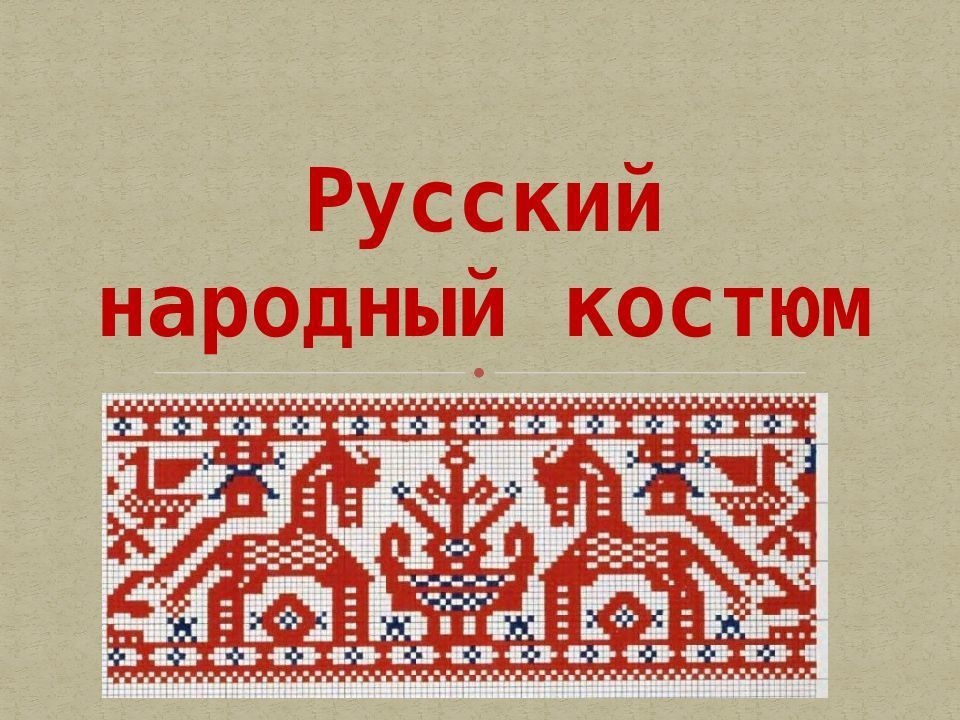 Русский
народный костюм